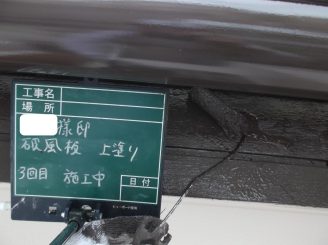 工事名
場所
様邸
破風板 上塗り
3回目 施工中
日付